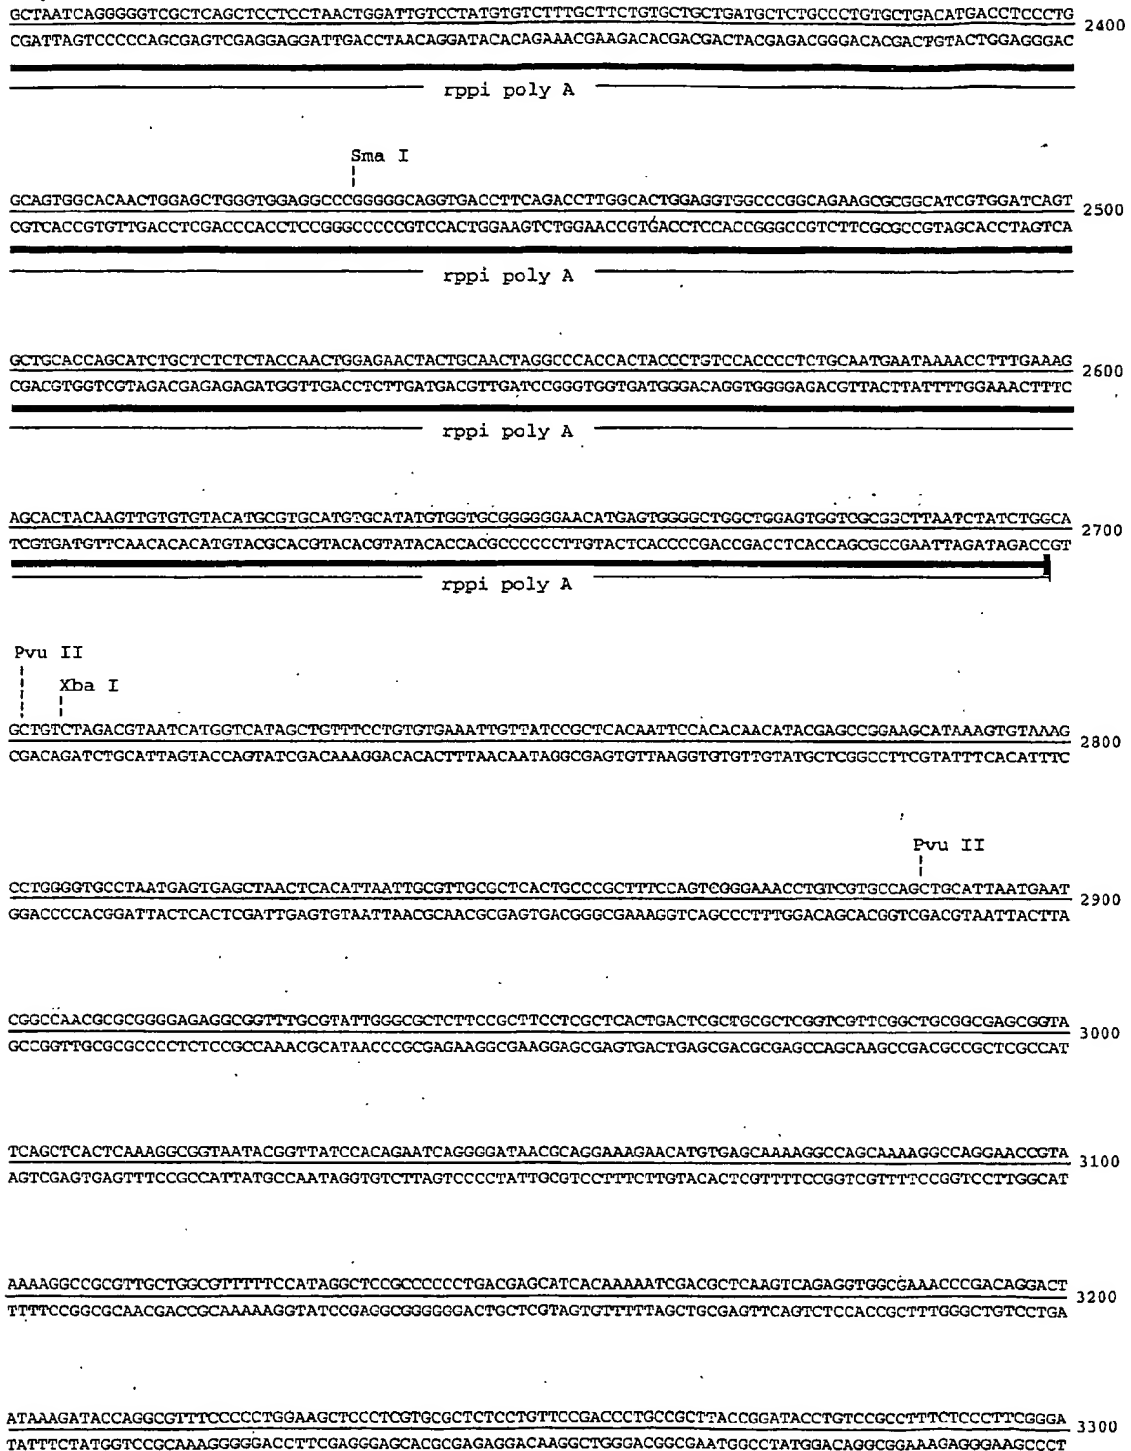 GCTAATCAGGGGGTCGCTCAGCTCCTCCTAACTGGATTGTCCTATGTGTCTTTGCTTCTGTGCTGCTGATGCTCTGCCCTGTGCTGACATGACCTCCCTG
2400
CGATTAGTCCCCCAGCGAGTCGAGGAGGATTGACCTAACAGGATACACAGAAACGAAGACACGACGACTACGAGACGGGACACGACTGTACTGGAGGGAC
rppi poly A
Sma I
GCAGTGGCACAACTGGAGCTGGGTGGAGGCCCGGGGGCAGGTGACCTTCAGACCTTGGCACTGGAGGTGGCCCGGCAGAAGCGCGGCATCGTGGATCAGT
2500
CGTCACCGTGTTGACCTCGACCCACCTCCGGGCCCCCGTCCACTGGAAGTCTGGAACCGTGACCTCCACCGGGCCGTCTTCGCGCCGTAGCACCTAGTCA
rppi poly A
GCTGCACCAGCATCTGCTCTCTCTACCAACTGGAGAACTACTGCAACTAGGCCCACCACTACCCTGTCCACCCCTCTGCAATGAATAAAACCTTTGAAAG
2600
CGACGTGGTCGTAGACGAGAGAGATGGTTGACCTCTTGATGACGTTGATCCGGGTGGTGATGGGACAGGTGGGGAGACGTTACTTATTTTGGAAACTTTC
rppi poly A
AGCACTACAAGTTGTGTGTACATGCGTGCATGTGCATATGTGGTGCGGGGGGAACATGAGTGGGGCTGGCTGGAGTGGTCGCGGCTTAATCTATCTGGCA
2700
TCGTGATGTTCAACACACATGTACGCACGTACACGTATACACCACGCCCCCCTTGTACTCACCCCGACCGACCTCACCAGCGCCGAATTAGATAGACCGT
rppi poly A
Pvu II
Xba I
GCTGTCTAGACGTAATCATGGTCATAGCTGTTTCCTGTGTGAAATTGTTATCCGCTCACAATTCCACACAACATACGAGCCGGAAGCATAAAGTGTAAAG
2800
CGACAGATCTGCATTAGTACCAGTATCGACAAAGGACACACTTTAACAATAGGCGAGTGTTAAGGTGTGTTGTATGCTCGGCCTTCGTATTTCACATTTC
Pvu II
CCTGGGGTGCCTAATGAGTGAGCTAACTCACATTAATTGCGTTGCGCTCACTGCCCGCTTTCCAGTCGGGAAACCTGTCGTGCCAGCTGCATTAATGAAT
2900
GGACCCCACGGATTACTCACTCGATTGAGTGTAATTAACGCAACGCGAGTGACGGGCGAAAGGTCAGCCCTTTGGACAGCACGGTCGACGTAATTACTTA
CGGCCAACGCGCGGGGAGAGGCGGTTTGCGTATTGGGCGCTCTTCCGCTTCCTCGCTCACTGACTCGCTGCGCTCGGTCGTTCGGCTGCGGCGAGCGGTA
3000
GCCGGTTGCGCGCCCCTCTCCGCCAAACGCATAACCCGCGAGAAGGCGAAGGAGCGAGTGACTGAGCGACGCGAGCCAGCAAGCCGACGCCGCTCGCCAT
TCAGCTCACTCAAAGGCGGTAATACGGTTATCCACAGAATCAGGGGATAACGCAGGAAAGAACATGTGAGCAAAAGGCCAGCAAAAGGCCAGGAACCGTA
3100
AGTCGAGTGAGTTTCCGCCATTATGCCAATAGGTGTCTTAGTCCCCTATTGCGTCCTTTCTTGTACACTCGTTTTCCGGTCGTTTTCCGGTCCTTGGCAT
AAAAGGCCGCGTTGCTGGCGTTTTTCCATAGGCTCCGCCCCCCTGACGAGCATCACAAAAATCGACGCTCAAGTCAGAGGTGGCGAAACCCGACAGGACT
3200
TTTTCCGGCGCAACGACCGCAAAAAGGTATCCGAGGCGGGGGGACTGCTCGTAGTGTTTTTAGCTGCGAGTTCAGTCTCCACCGCTTTGGGCTGTCCTGA
ATAAAGATACCAGGCGTTTCCCCCTGGAAGCTCCCTCGTGCGCTCTCCTGTTCCGACCCTGCCGCTTACCGGATACCTGTCCGCCTTTCTCCCTTCGGGA
3300
TATTTCTATGGTCCGCAAAGGGGGACCTTCGAGGGAGCACGCGAGAGGACAAGGCTGGGACGGCGAATGGCCTATGGACAGGCGGAAAGAGGGAAGCCCT